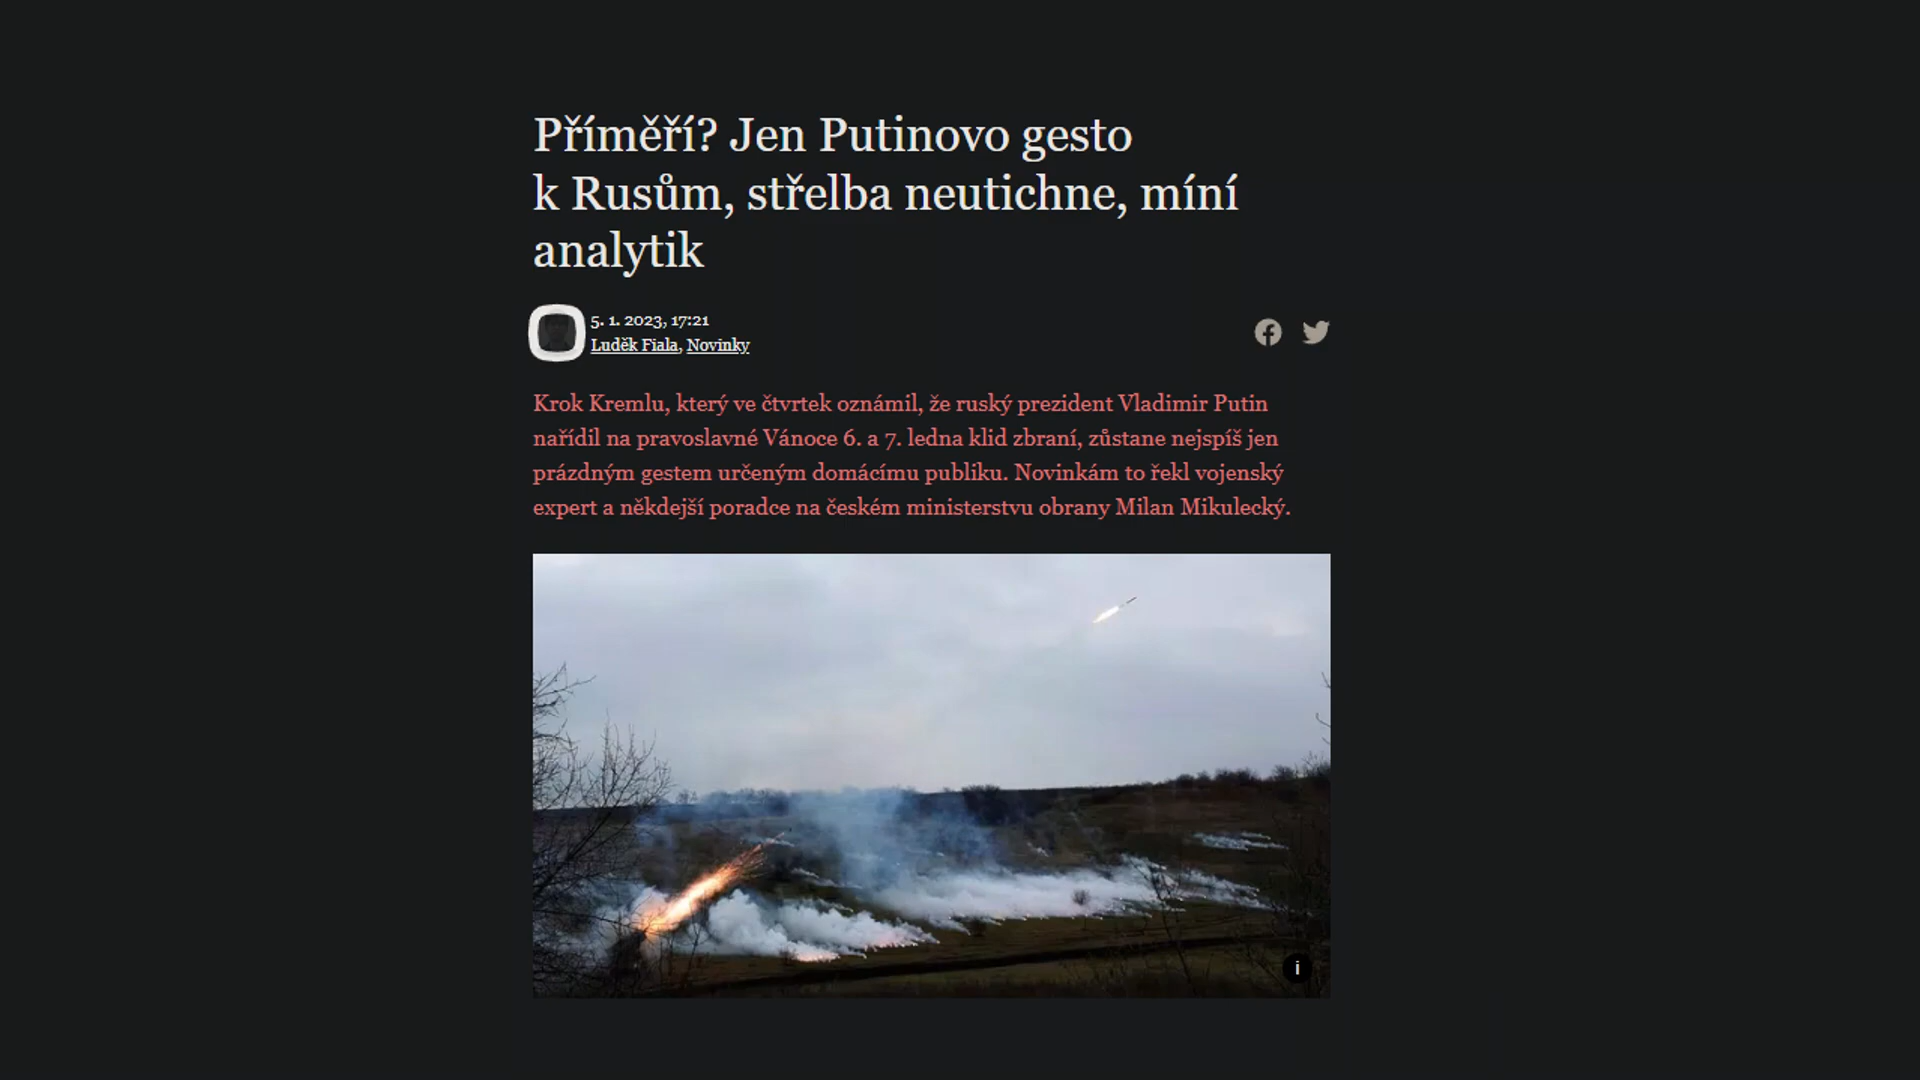 Příměří? Jen Putinovo gesto
k Rusům, střelba neutichne, míní
analytik
5. 1. 2023, 17:21
Luděk Fiala, Novinky
Krok Kremlu, který ve čtvrtek oznámil, že ruský prezident Vladimir Putin
nařídil na pravoslavné Vánoce 6. a 7. ledna klid zbraní, zůstane nejspíš jen
prázdným gestem určeným domácímu publiku. Novinkám to řekl vojenský
expert a někdejší poradce na českém ministerstvu obrany Milan Mikulecký.
i